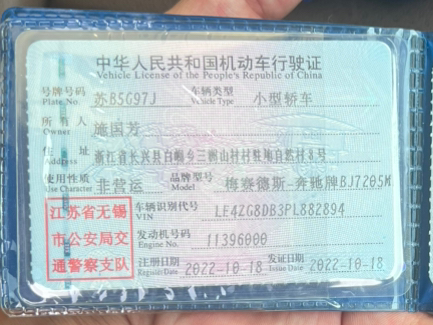 中华人民共和国机动车行驶证
Vehicle License of the People's Republic of China
号牌号码 苏B5G97J 车辆类型 小型轿车
Plate No. Vehicle Type
所有人 施国芳
Owner
住址 浙江省长兴县白岘乡三洲山村村驻地自然村8号
Address
使用性质 非营运 品牌型号 梅赛德斯-奔驰牌BJ7205M
Use Character Model
江苏省无锡
市公安局交
通警察支队
车辆识别代号 LE4ZG8DB3PL882894
VIN
发动机号码 11396000
Engine No.
注册日期 2022-10-18 发证日期 2022-10-18
Register Date Issue Date